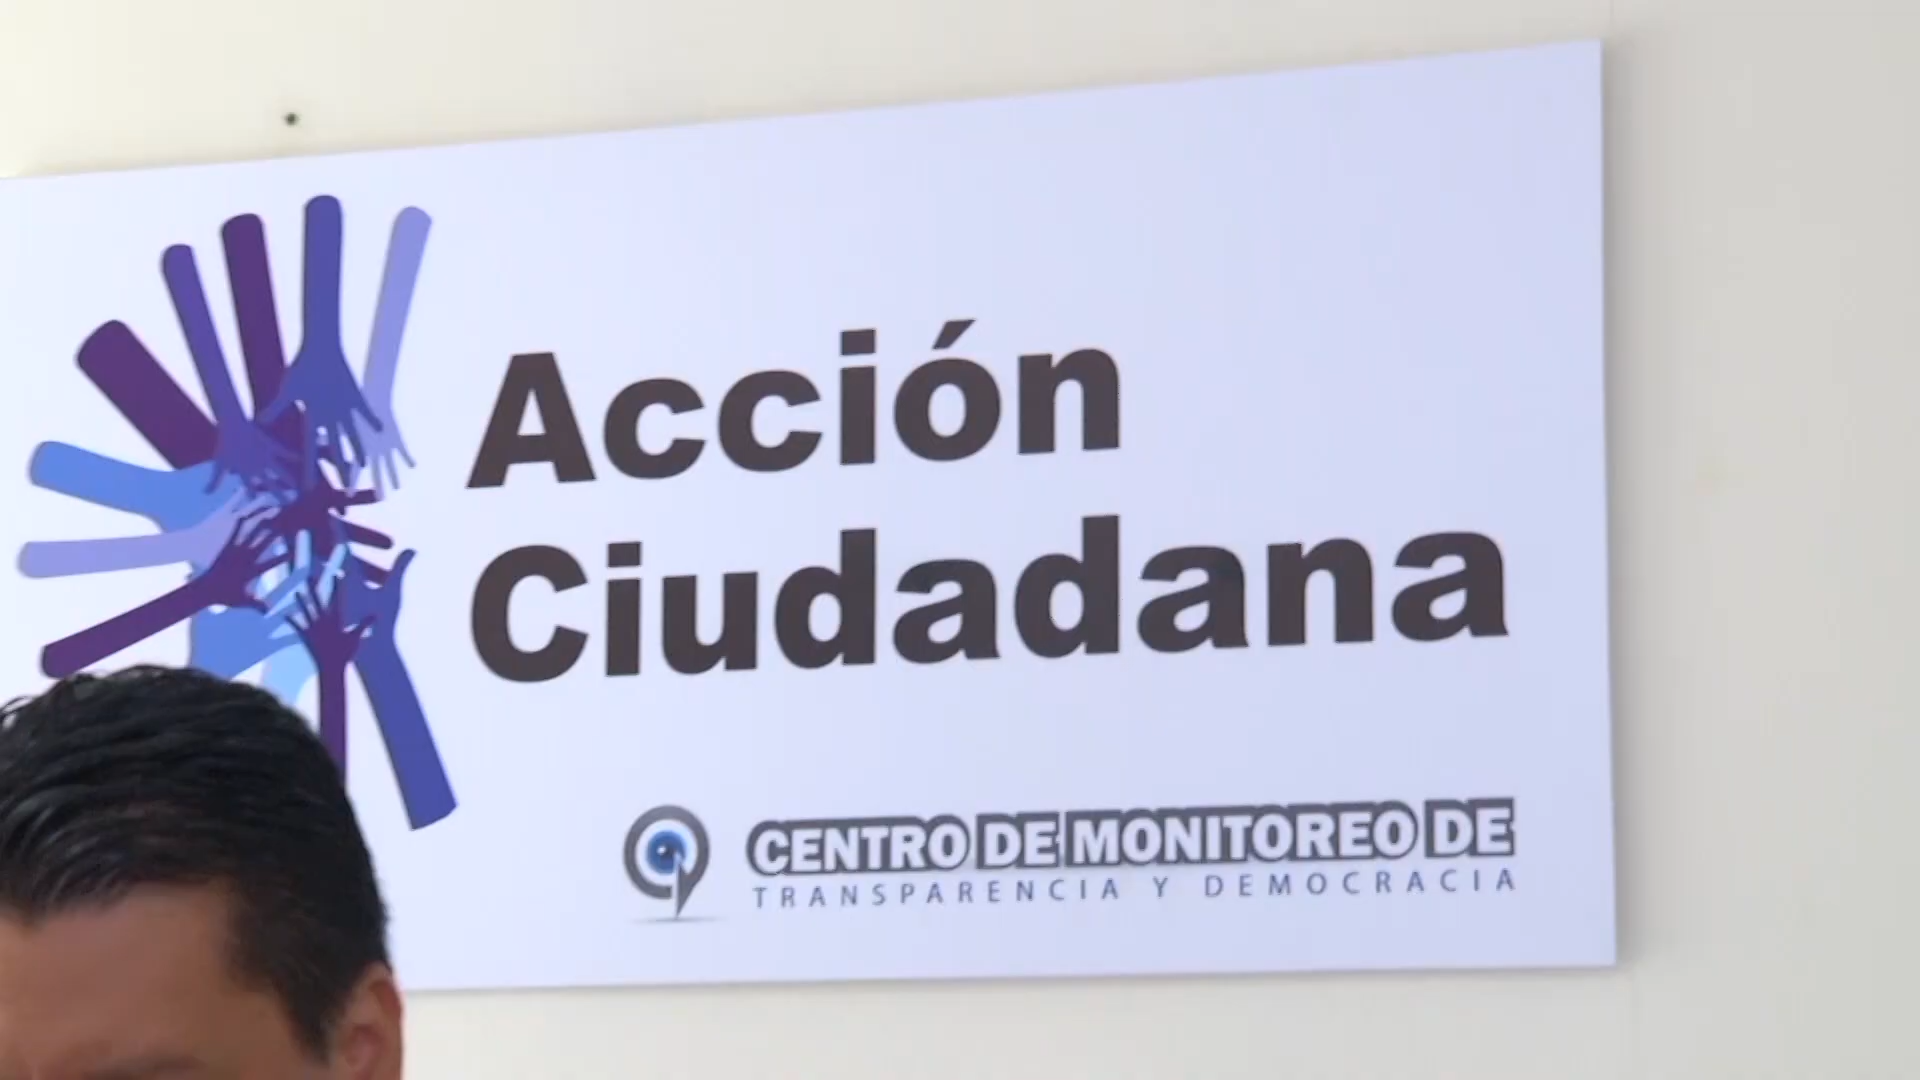 Acción
Ciudadana
CENTRO DE MONITOREO DE
TRANSPARENCIA Y DEMOCRACIA